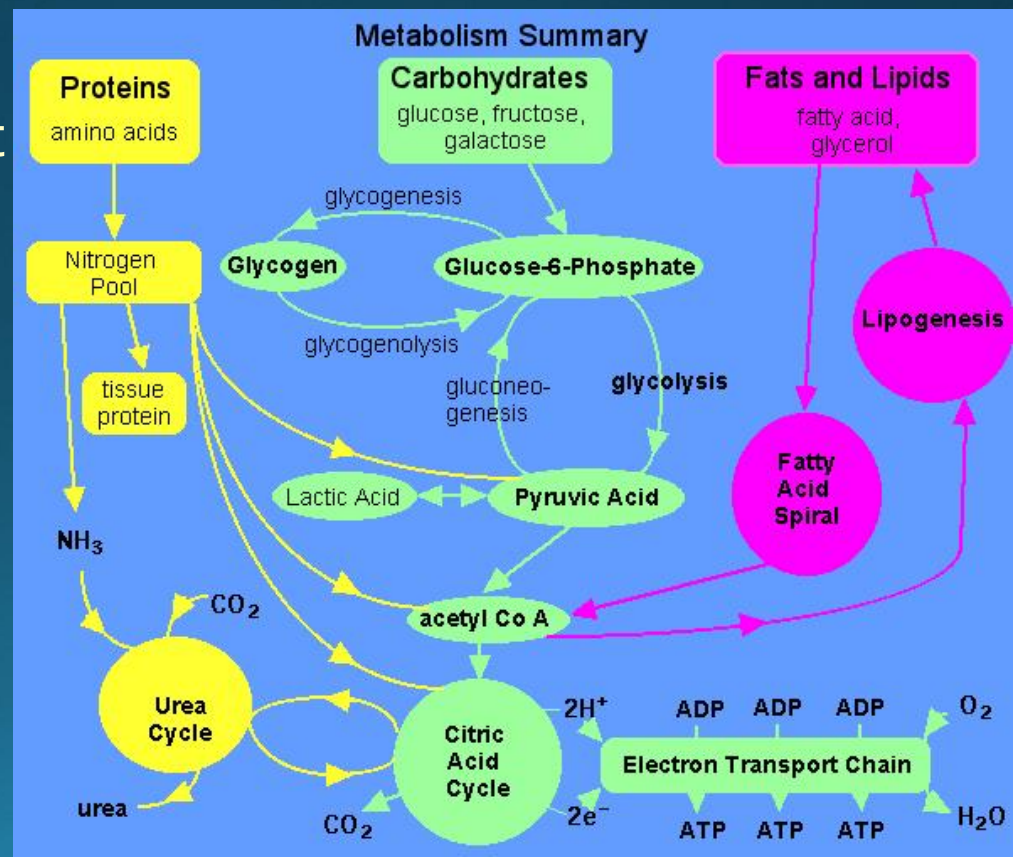 Metabolism Summary
Proteins
amino acids
Carbohydrates
glucose, fructose,
galactose
Fats and Lipids
fatty acid,
glycerol
t
glycogenesis
Nitrogen
Pool
Glycogen
Glucose-6-Phosphate
Lipogenesis
glycogenolysis
tissue
protein
gluconeo-
genesis
glycolysis
Lactic Acid
Pyruvic Acid
Fatty
Acid
Spiral
NH₃
CO₂
acetyl Co A
Urea
Cycle
Citric
Acid
Cycle
2H⁺
ADP ADP ADP
O₂
Electron Transport Chain
urea
CO₂
2e⁻
ATP ATP ATP
H₂O